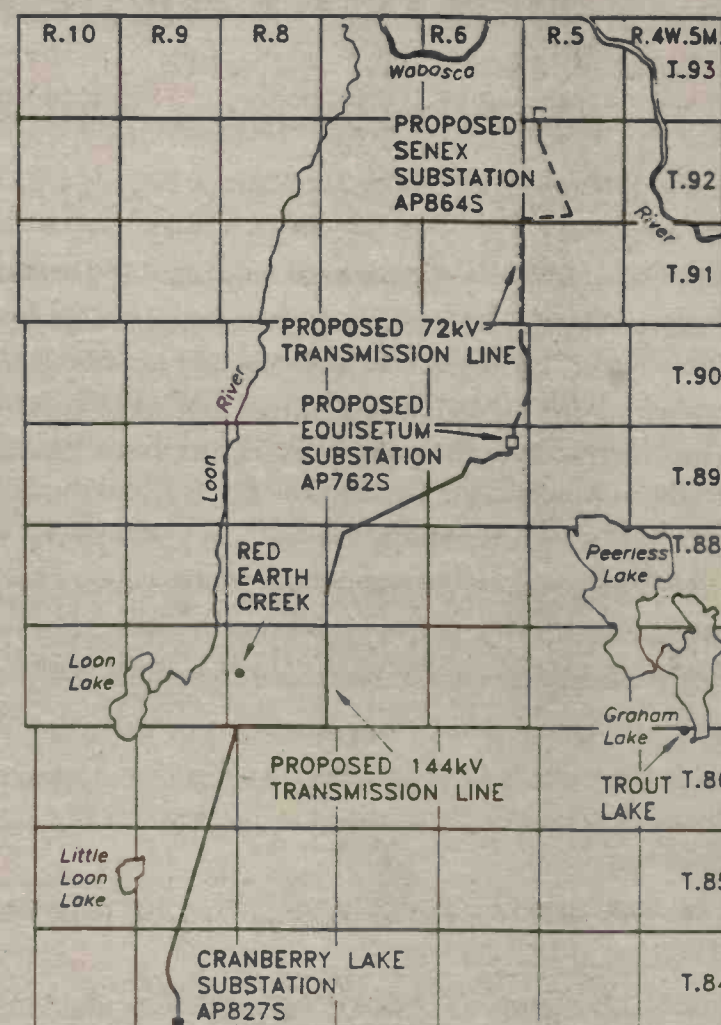 R.10 R.9 R.8 R.6 R.5 R.4W.5M.
Wabasca
T.93
PROPOSED
SENEX
SUBSTATION
AP864S
T.92
River
T.91
PROPOSED 72kV
TRANSMISSION LINE
T.90
PROPOSED
EQUISETUM
SUBSTATION
AP762S
River
Loon
T.89
RED
EARTH
CREEK
Peerless
Lake
T.88
Loon
Lake
Graham
Lake
PROPOSED 144kV
TRANSMISSION LINE
TROUT
LAKE
T.86
Little
Loon
Lake
T.85
CRANBERRY LAKE
SUBSTATION
AP827S
T.84